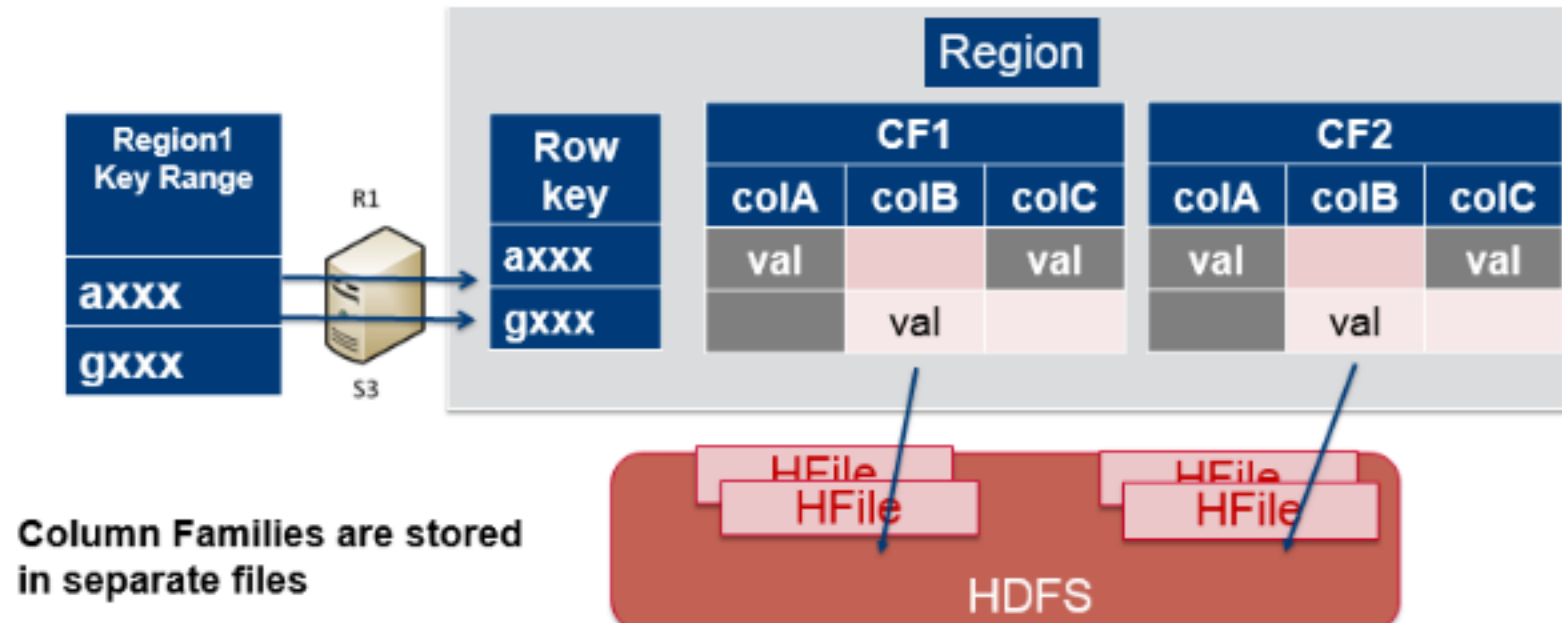 Region
Region1
Key Range
axxx
gxxx
R1
S3
Row
key
axxx
gxxx
CF1
colA colB colC
val val
val
CF2
colA colB colC
val val
val
HFile
HFile
HFile
HFile
HDFS
Column Families are stored
in separate files